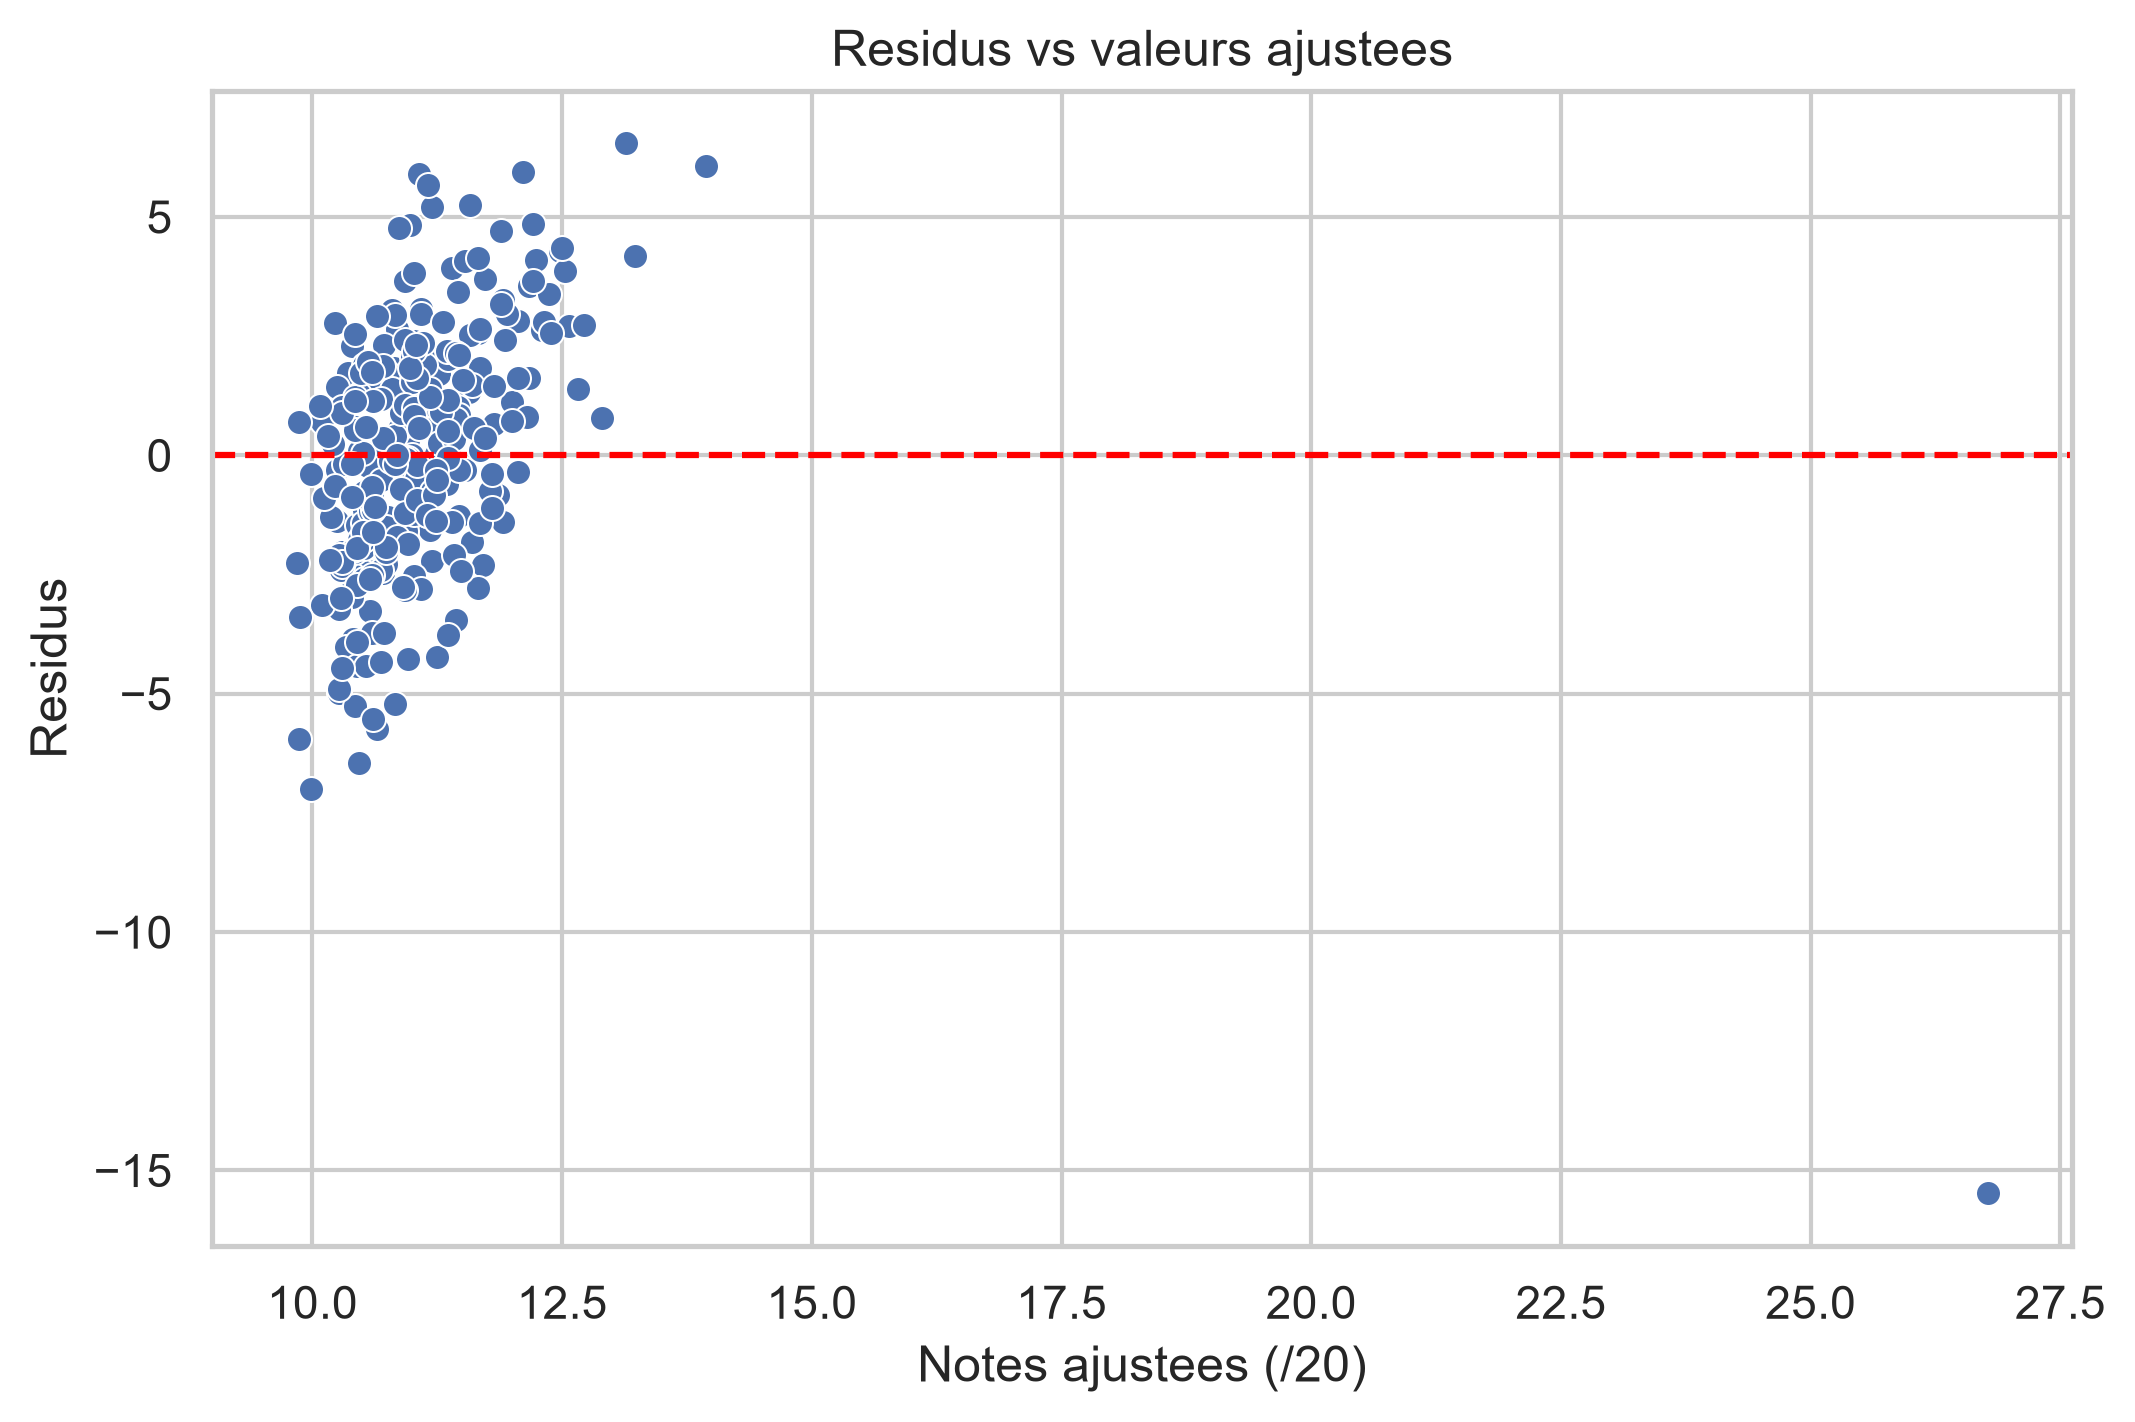 Residus vs valeurs ajustees
5
0
−5
−10
−15
Residus
10.0 12.5 15.0 17.5 20.0 22.5 25.0 27.5
Notes ajustees (/20)